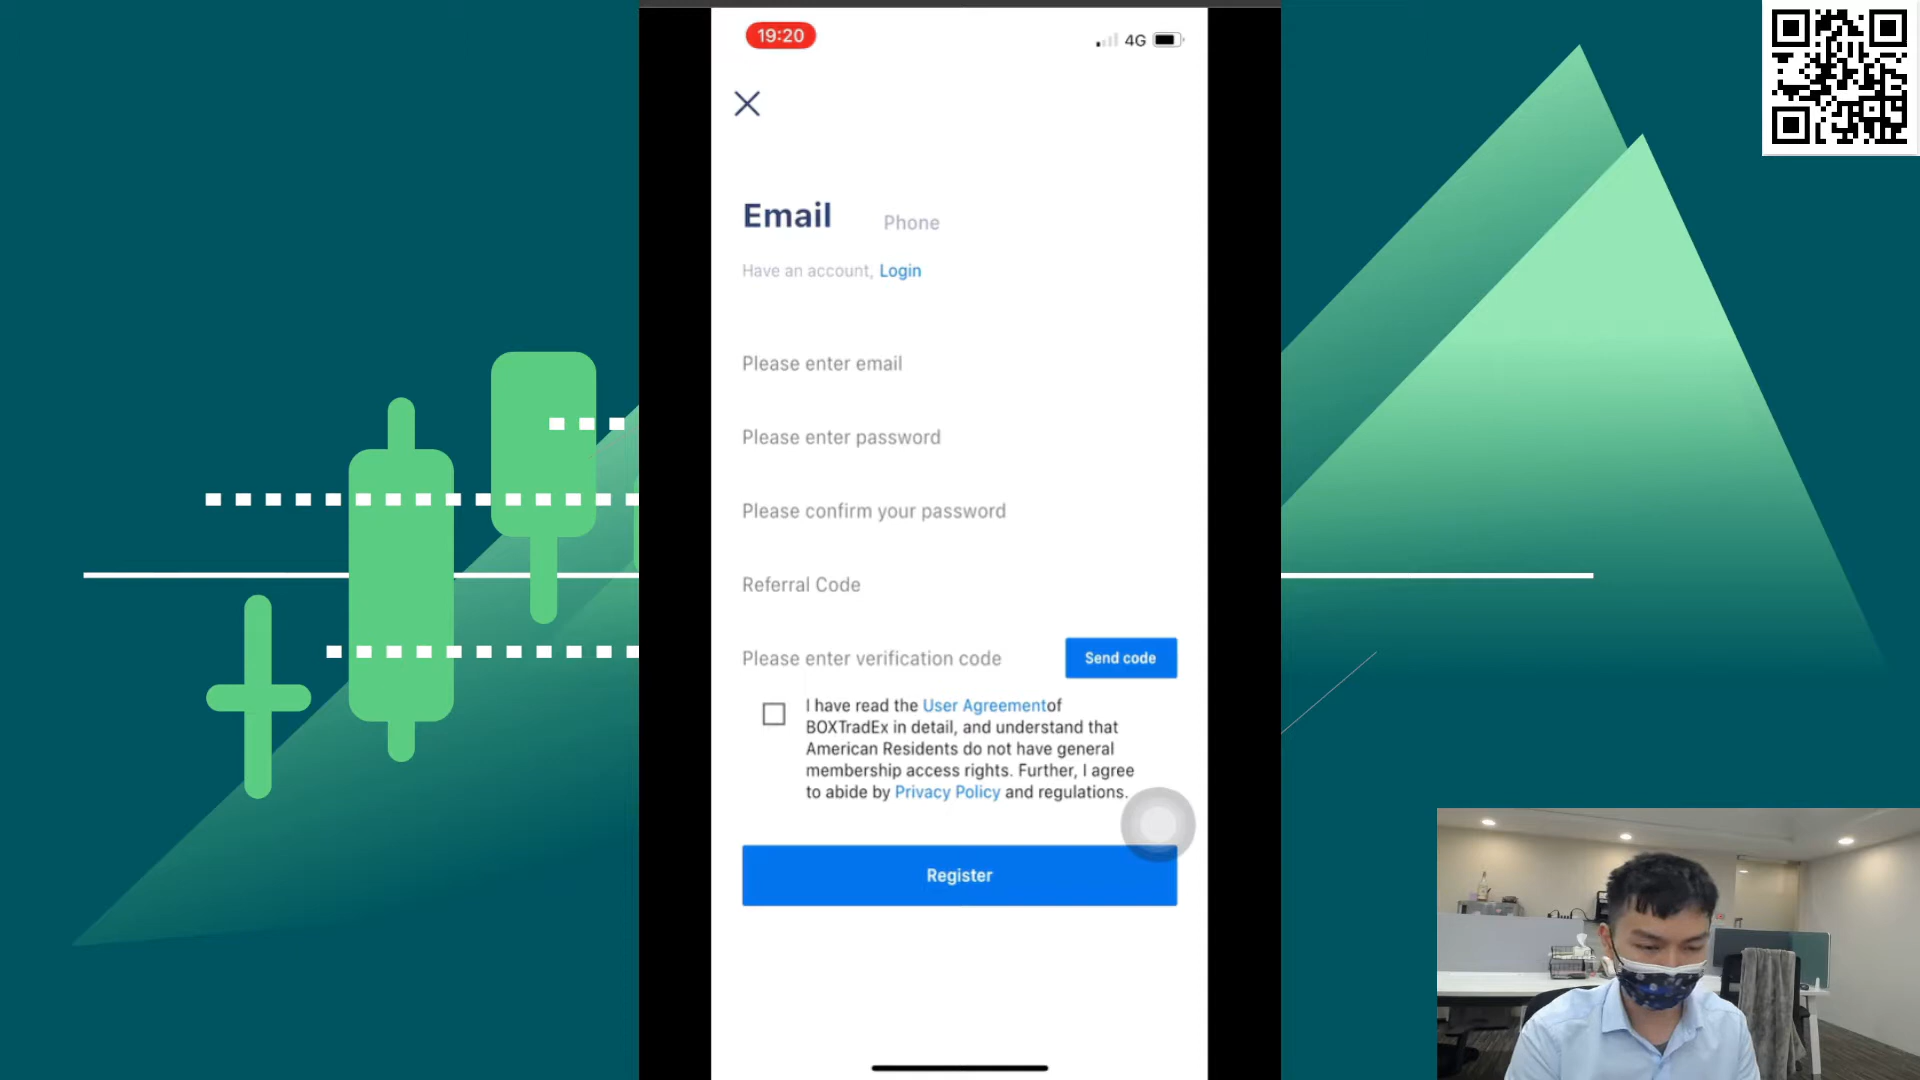 19:20
4G
Email
Phone
Have an account, Login
Please enter email
Please enter password
Please confirm your password
Referral Code
Please enter verification code
Send code
I have read the User Agreementof
BOXTradEx in detail, and understand that
American Residents do not have general
membership access rights. Further, I agree
to abide by Privacy Policy and regulations.
Register